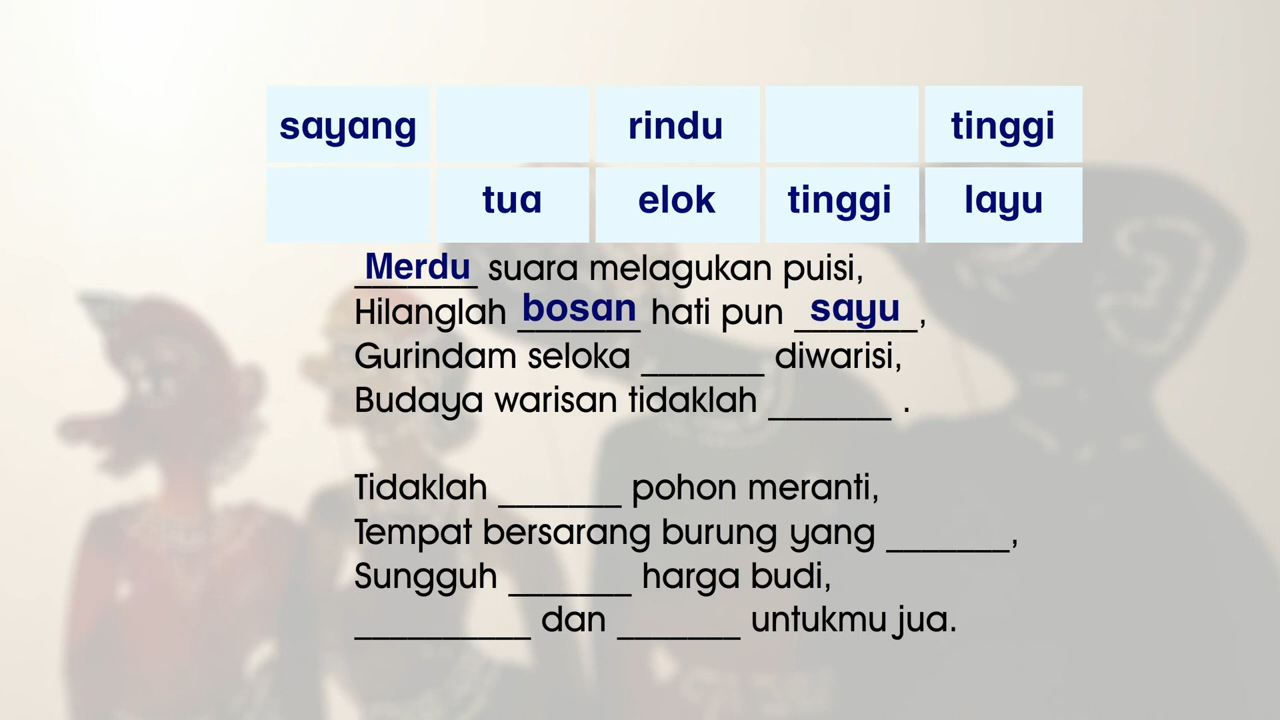 sayang rindu tinggi
tua elok tinggi layu
Merdu suara melagukan puisi,
Hilanglah bosan hati pun sayu,
Gurindam seloka _______ diwarisi,
Budaya warisan tidaklah _______ .
Tidaklah _______ pohon meranti,
Tempat bersarang burung yang _______,
Sungguh _______ harga budi,
__________ dan _______ untukmu jua.